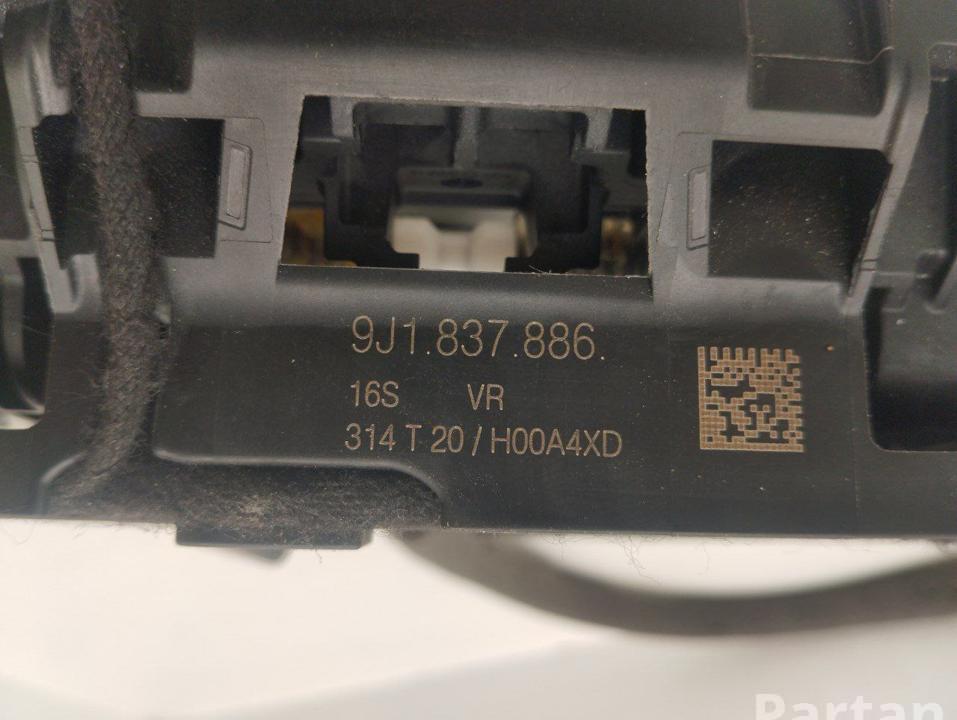 9J1.837.886.
16S VR
314 T 20 / H00A4XD
Partan